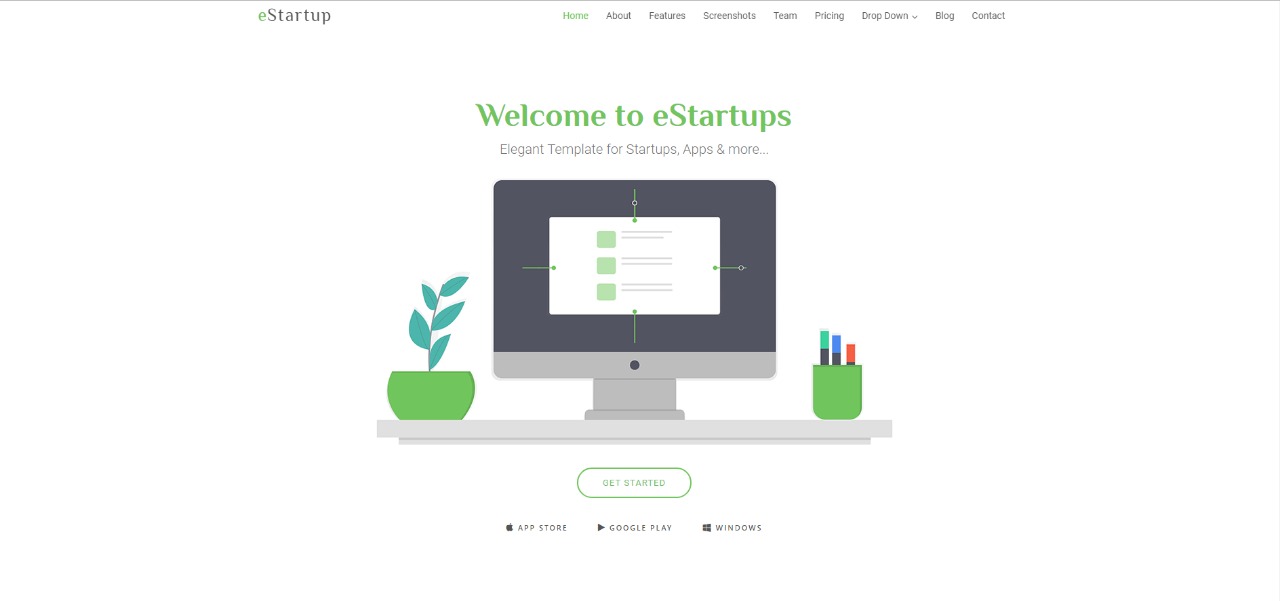 eStartup
Home About Features Screenshots Team Pricing Drop Down Blog Contact
Welcome to eStartups
Elegant Template for Startups, Apps & more...
GET STARTED
APP STORE GOOGLE PLAY WINDOWS